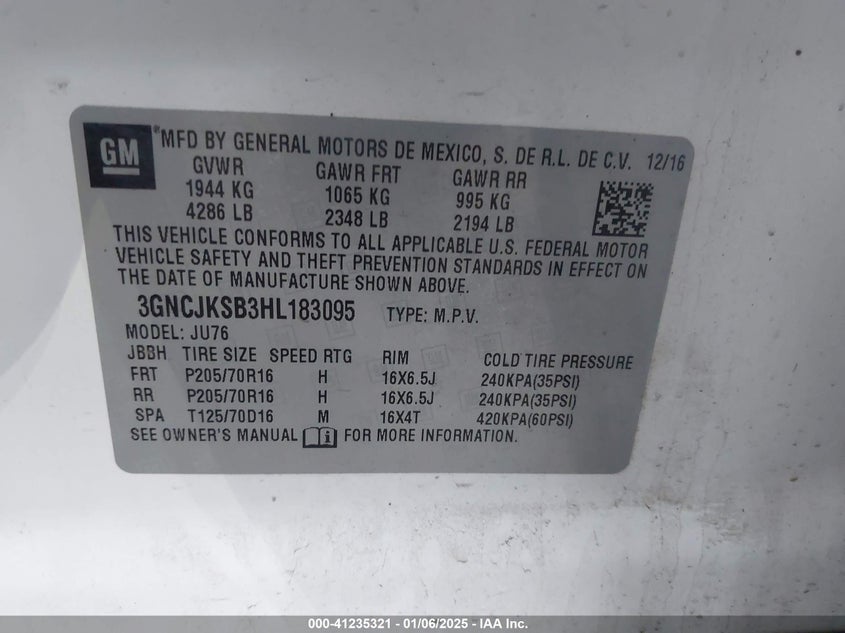 GM
®MFD BY GENERAL MOTORS DE MEXICO, S. DE R.L. DE C.V. 12/16
GVWR GAWR FRT GAWR RR
1944 KG 1065 KG 995 KG
4286 LB 2348 LB 2194 LB
THIS VEHICLE CONFORMS TO ALL APPLICABLE U.S. FEDERAL MOTOR
VEHICLE SAFETY AND THEFT PREVENTION STANDARDS IN EFFECT ON
THE DATE OF MANUFACTURE SHOWN ABOVE.
3GNCJKSB3HL183095 TYPE: M.P.V.
MODEL: JU76
JBBH TIRE SIZE SPEED RTG RIM COLD TIRE PRESSURE
FRT P205/70R16 H 16X6.5J 240KPA(35PSI)
RR P205/70R16 H 16X6.5J 240KPA(35PSI)
SPA T125/70D16 M 16X4T 420KPA(60PSI)
SEE OWNER'S MANUAL FOR MORE INFORMATION.
000-41235321 - 01/06/2025 - IAA Inc.